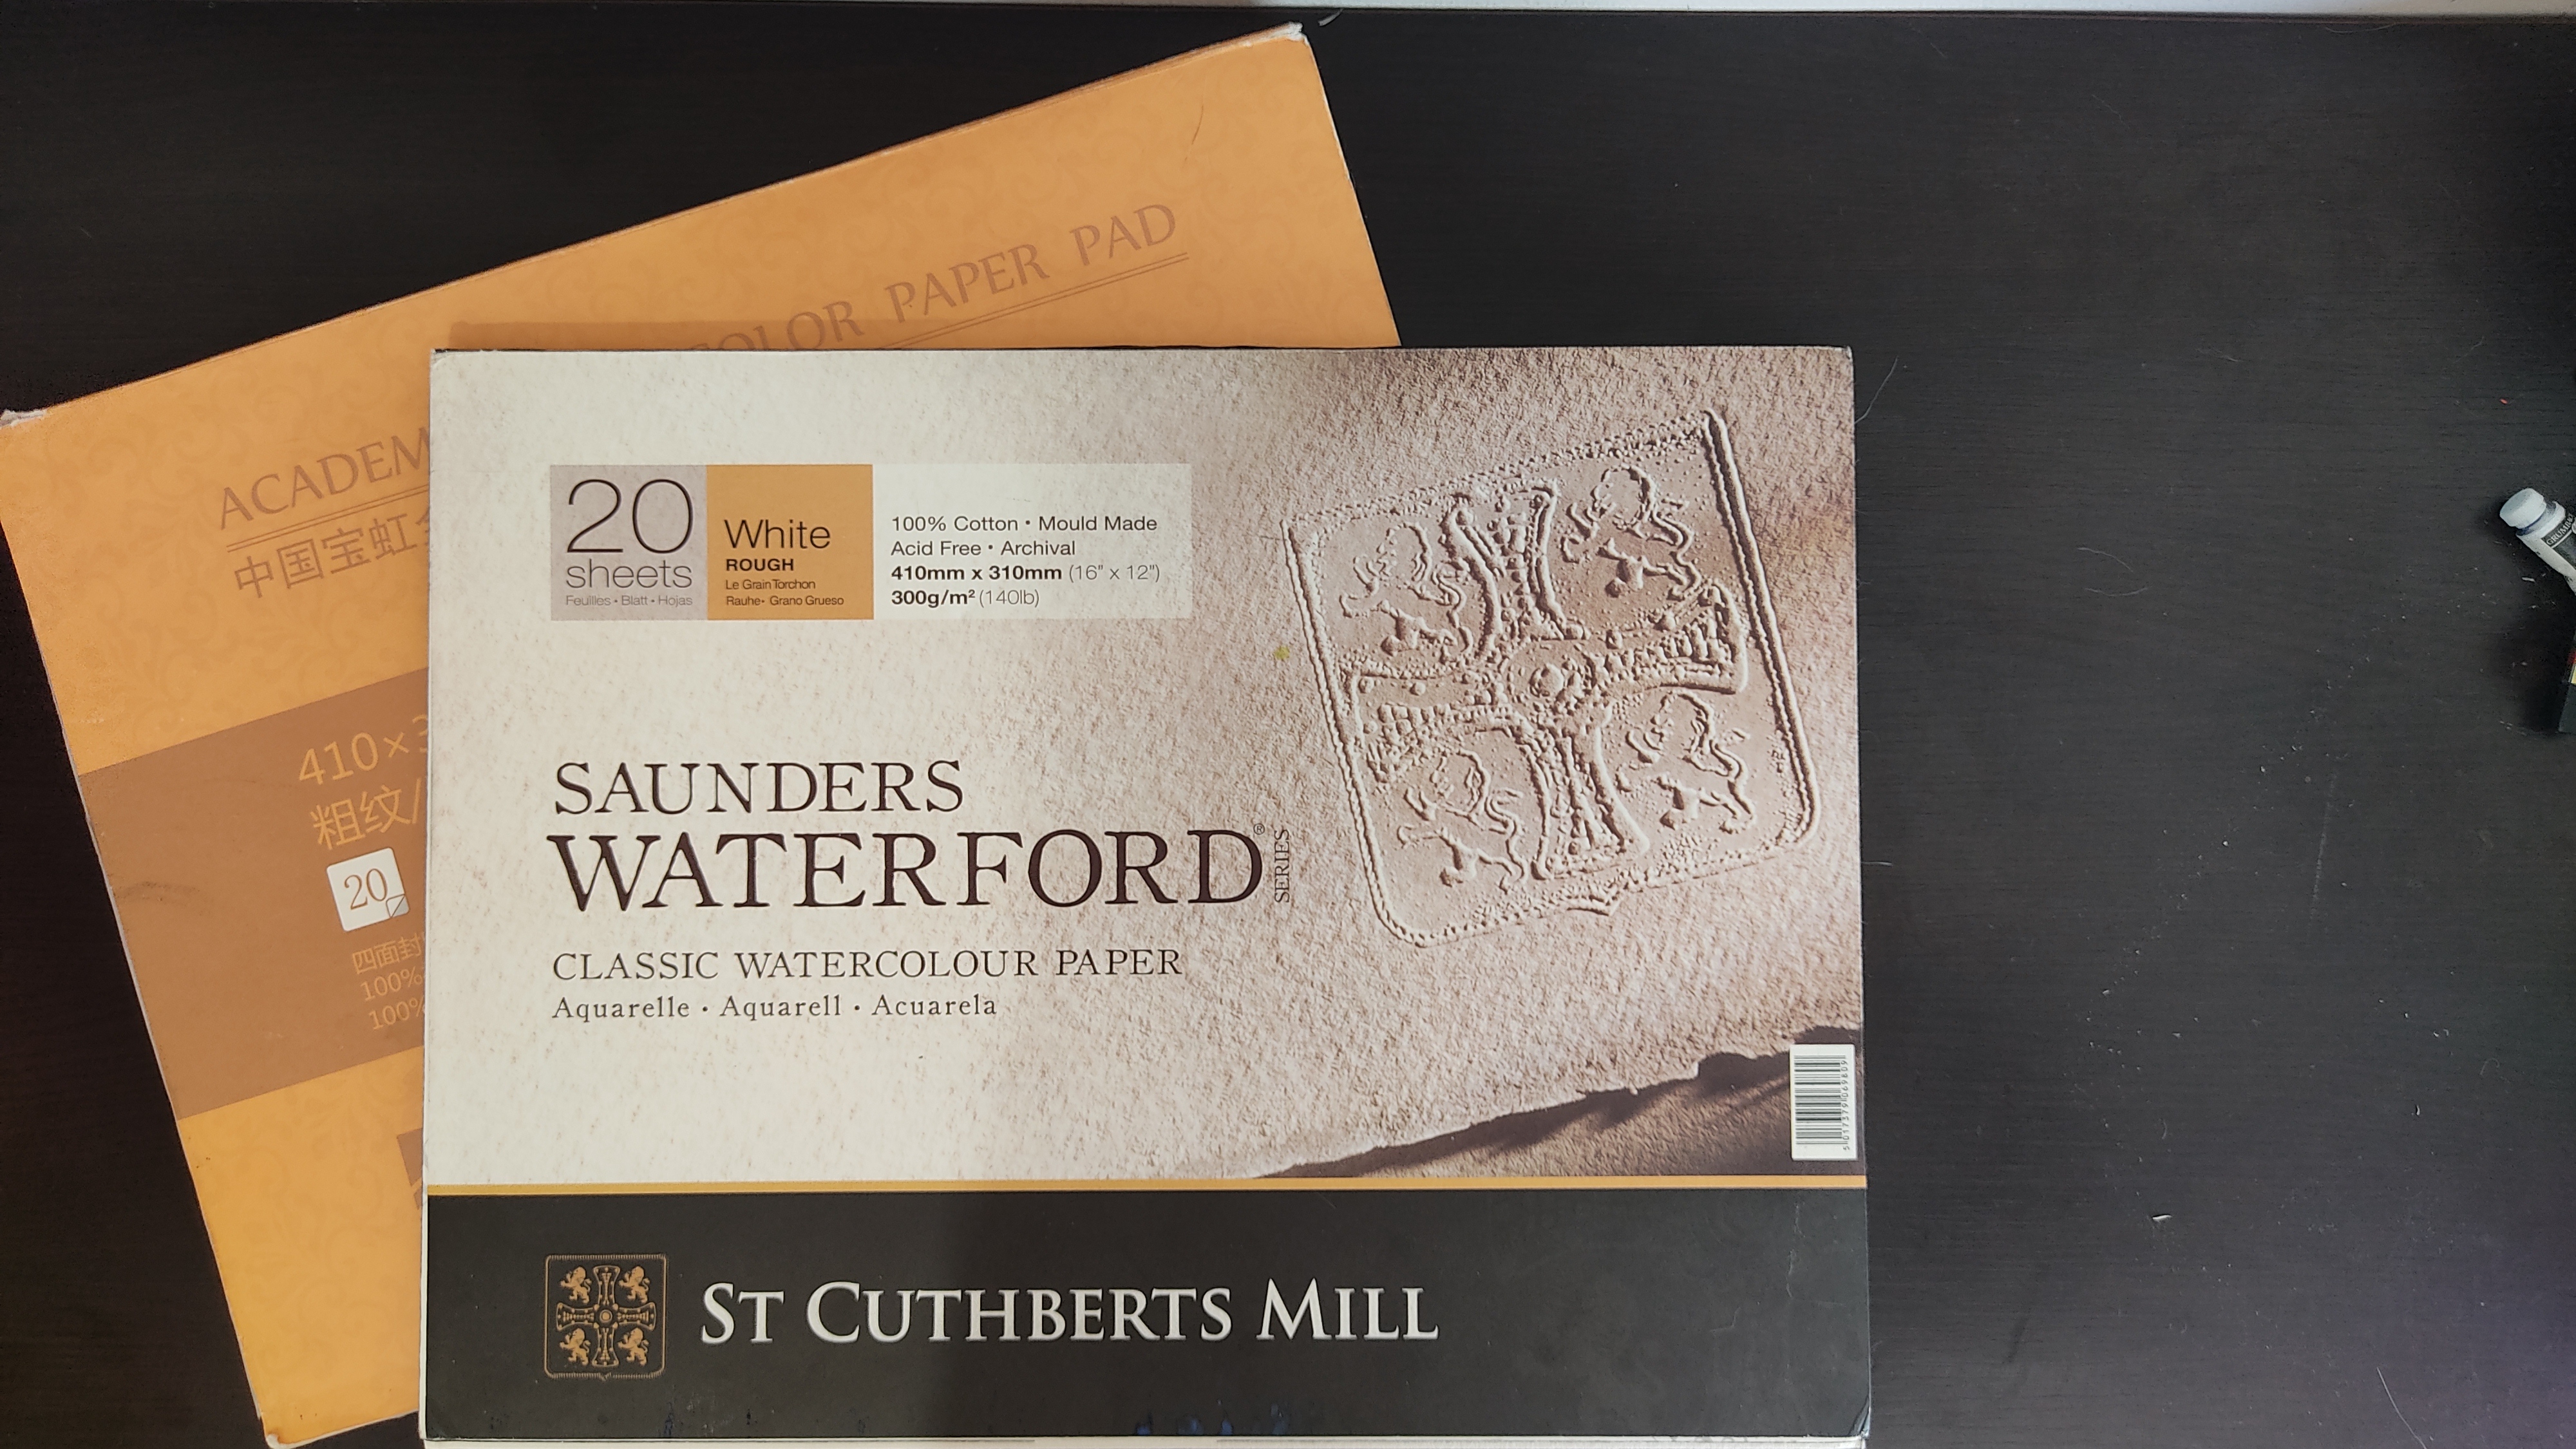 COLOR PAPER PAD
ACADEM
中国宝虹
410×3
粗纹/
20
四面封
100%
100%
20
sheets
Feuilles • Blatt • Hojas
White
ROUGH
Le Grain Torchon
Rauhe• Grano Grueso
100% Cotton • Mould Made
Acid Free • Archival
410mm x 310mm (16" x 12")
300g/m² (140lb)
SAUNDERS
WATERFORD®
SERIES
CLASSIC WATERCOLOUR PAPER
Aquarelle • Aquarell • Acuarela
ST CUTHBERTS MILL